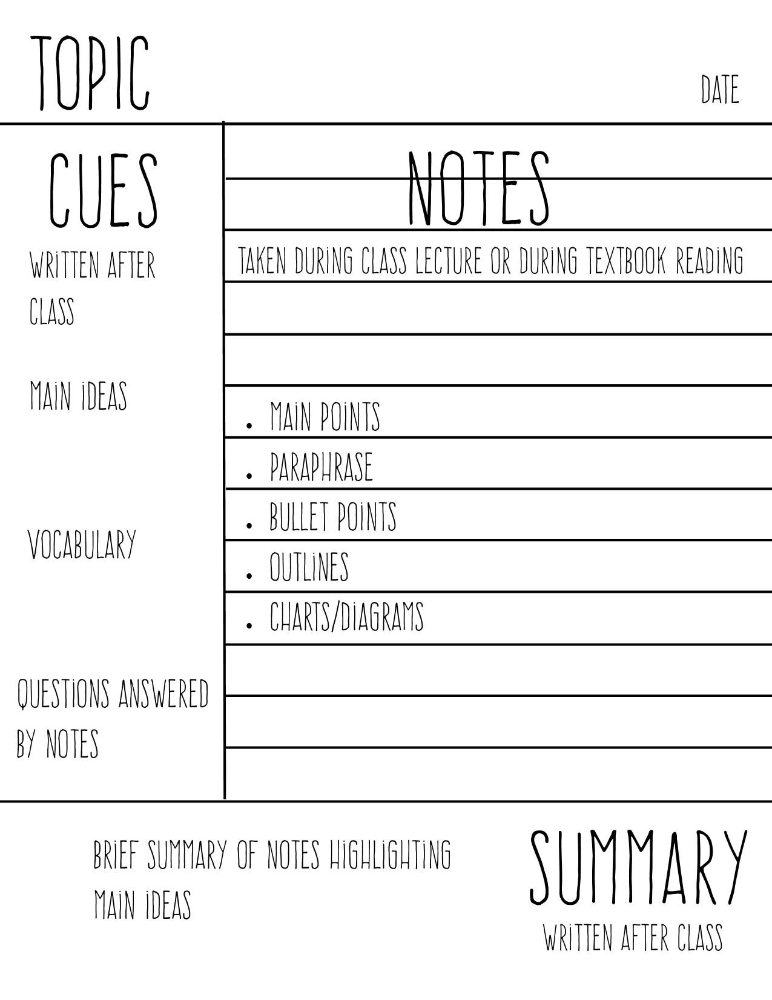 TOPIC
DATE
CUES
WRITTEN AFTER
CLASS
MAIN IDEAS
VOCABULARY
QUESTIONS ANSWERED
BY NOTES
NOTES
TAKEN DURING CLASS LECTURE OR DURING TEXTBOOK READING
• MAIN POINTS
• PARAPHRASE
• BULLET POINTS
• OUTLINES
• CHARTS/DIAGRAMS
BRIEF SUMMARY OF NOTES HIGHLIGHTING
MAIN IDEAS
SUMMARY
WRITTEN AFTER CLASS